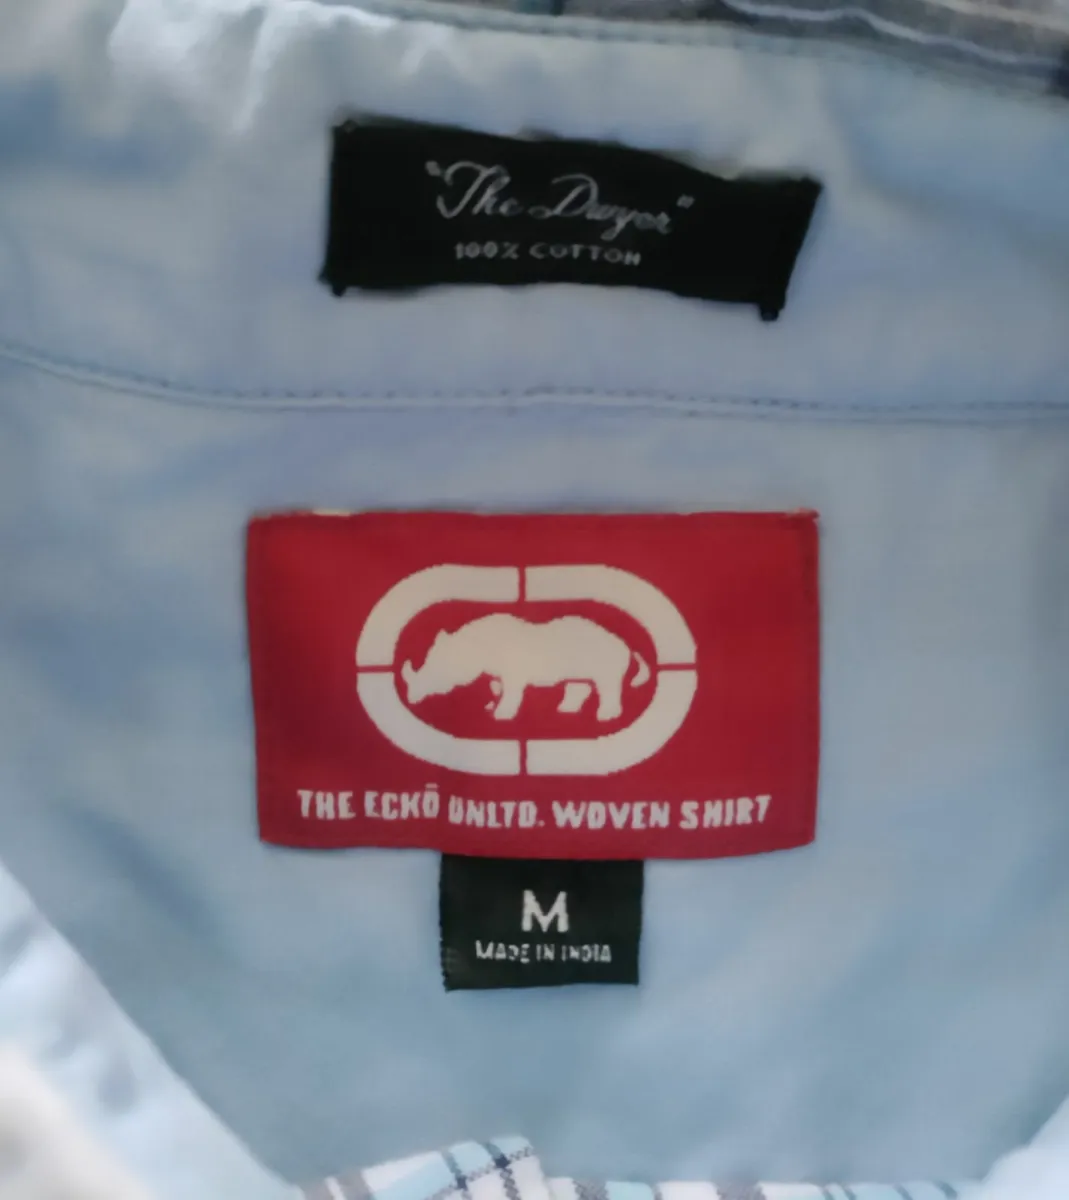 "The Dwyer"
100% COTTON
THE ECKŌ UNLTD. WOVEN SHIRT
M
MADE IN INDIA